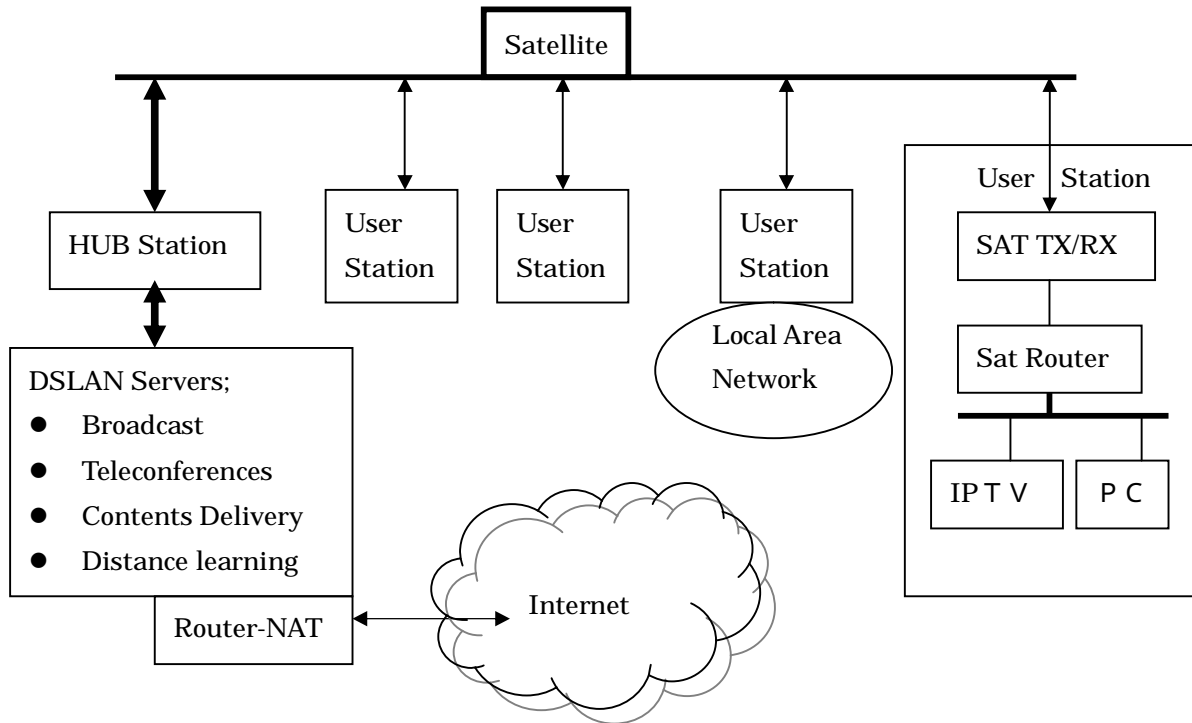 Satellite
User Station
HUB Station
User
Station
User
Station
User
Station
SAT TX/RX
Local Area
Network
Sat Router
DSLAN Servers;
● Broadcast
● Teleconferences
● Contents Delivery
● Distance learning
IP T V
P C
Internet
Router-NAT